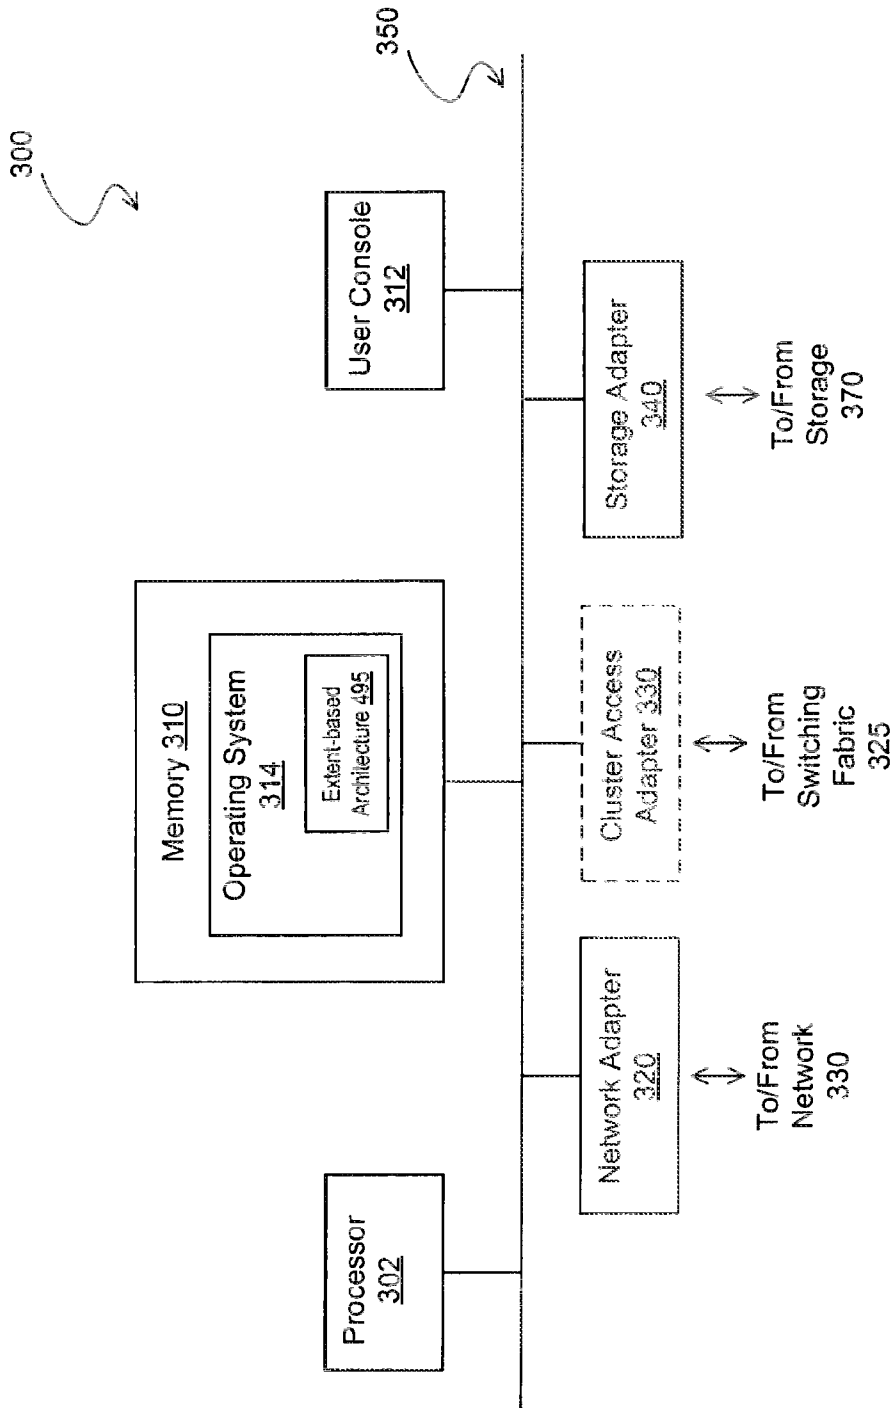 300
350
Processor
302
Memory 310
Operating System
314
Extent-based
Architecture 495
User Console
312
Network Adapter
320
Cluster Access
Adapter 330
Storage Adapter
340
To/From
Network
330
To/From
Switching
Fabric
325
To/From
Storage
370